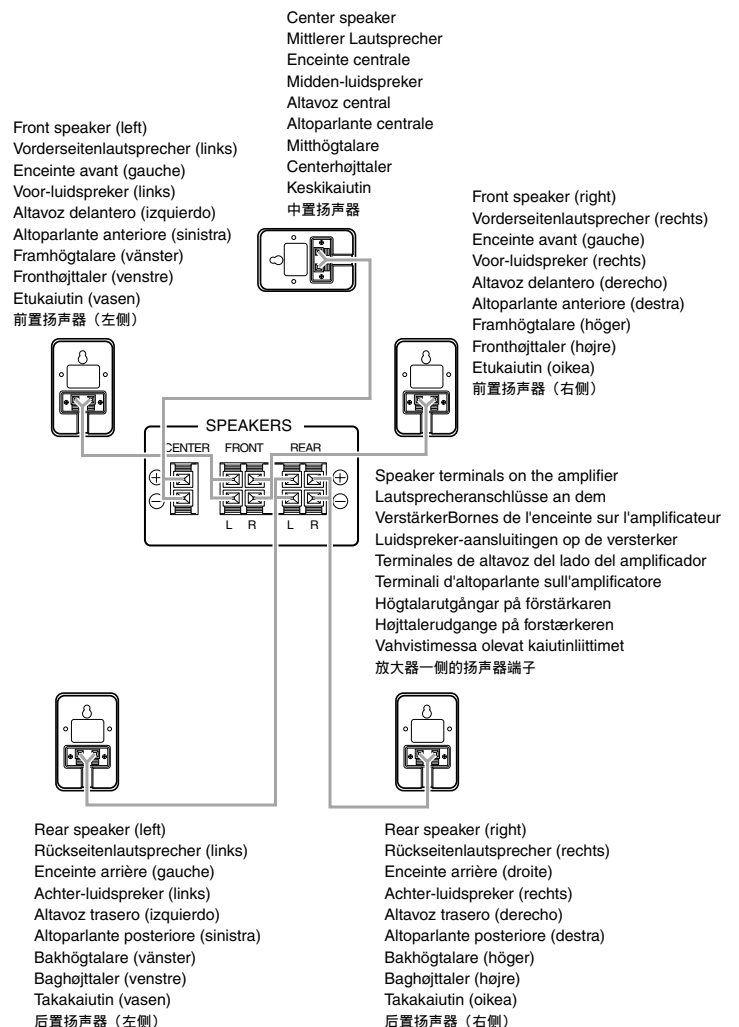 Center speaker
Mittlerer Lautsprecher
Enceinte centrale
Midden-luidspreker
Altavoz central
Altoparlante centrale
Mitthögtalare
Centerhøjttaler
Keskikaiutin
中置扬声器
Front speaker (left)
Vorderseitenlautsprecher (links)
Enceinte avant (gauche)
Voor-luidspreker (links)
Altavoz delantero (izquierdo)
Altoparlante anteriore (sinistra)
Framhögtalare (vänster)
Fronthøjttaler (venstre)
Etukaiutin (vasen)
前置扬声器（左侧）
Front speaker (right)
Vorderseitenlautsprecher (rechts)
Enceinte avant (gauche)
Voor-luidspreker (rechts)
Altavoz delantero (derecho)
Altoparlante anteriore (destra)
Framhögtalare (höger)
Fronthøjttaler (højre)
Etukaiutin (oikea)
前置扬声器（右侧）
SPEAKERS
CENTER FRONT REAR
+ +
− −
L R L R
Speaker terminals on the amplifier
Lautsprecheranschlüsse an dem
VerstärkerBornes de l'enceinte sur l'amplificateur
Luidspreker-aansluitingen op de versterker
Terminales de altavoz del lado del amplificador
Terminali d'altoparlante sull'amplificatore
Högtalarutgångar på förstärkaren
Højttalerudgange på forstærkeren
Vahvistimessa olevat kaiutinliittimet
放大器一侧的扬声器端子
Rear speaker (left)
Rückseitenlautsprecher (links)
Enceinte arrière (gauche)
Achter-luidspreker (links)
Altavoz trasero (izquierdo)
Altoparlante posteriore (sinistra)
Bakhögtalare (vänster)
Baghøjttaler (venstre)
Takakaiutin (vasen)
后置扬声器（左侧）
Rear speaker (right)
Rückseitenlautsprecher (rechts)
Enceinte arrière (droite)
Achter-luidspreker (rechts)
Altavoz trasero (derecho)
Altoparlante posteriore (destra)
Bakhögtalare (höger)
Baghøjttaler (højre)
Takakaiutin (oikea)
后置扬声器（右侧）